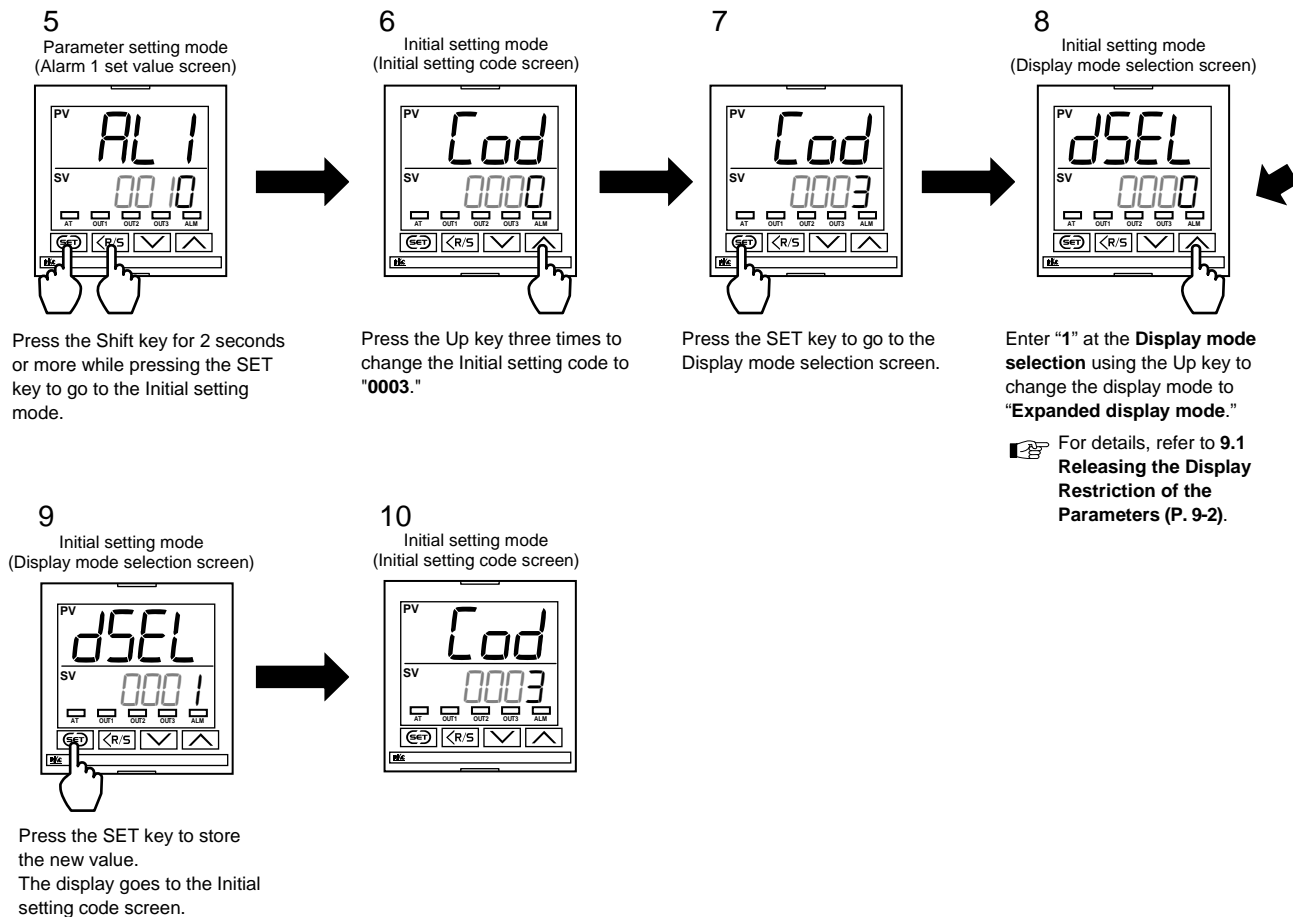 5
Parameter setting mode
(Alarm 1 set value screen)
PV
AL1
SV
0010
AT OUT1 OUT2 OUT3 ALM
SET <R/S
Press the Shift key for 2 seconds
or more while pressing the SET
key to go to the Initial setting
mode.
6
Initial setting mode
(Initial setting code screen)
PV
Cod
SV
0000
AT OUT1 OUT2 OUT3 ALM
SET <R/S
Press the Up key three times to
change the Initial setting code to
"0003."
7
PV
Cod
SV
0003
AT OUT1 OUT2 OUT3 ALM
SET <R/S
Press the SET key to go to the
Display mode selection screen.
8
Initial setting mode
(Display mode selection screen)
PV
dSEL
SV
0000
AT OUT1 OUT2 OUT3 ALM
SET <R/S
Enter “1” at the Display mode
selection using the Up key to
change the display mode to
“Expanded display mode.”
For details, refer to 9.1
Releasing the Display
Restriction of the
Parameters (P. 9-2).
9
Initial setting mode
(Display mode selection screen)
PV
dSEL
SV
0001
AT OUT1 OUT2 OUT3 ALM
SET <R/S
Press the SET key to store
the new value.
The display goes to the Initial
setting code screen.
10
Initial setting mode
(Initial setting code screen)
PV
Cod
SV
0003
AT OUT1 OUT2 OUT3 ALM
SET <R/S